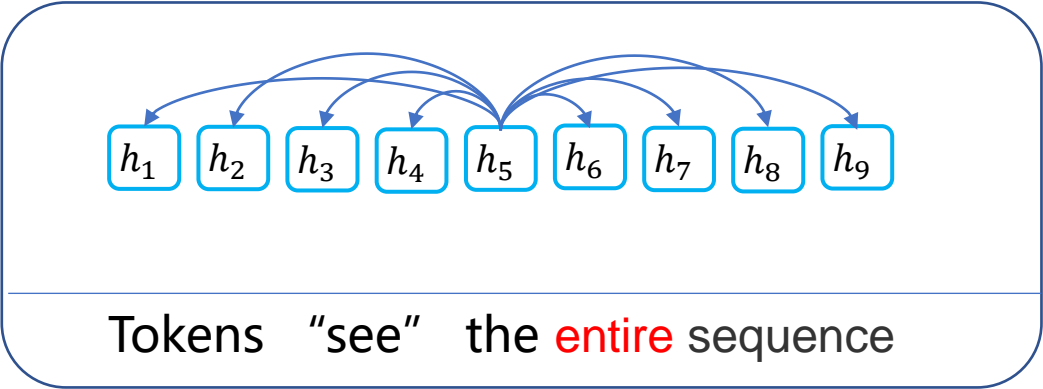 h₁ h₂ h₃ h₄ h₅ h₆ h₇ h₈ h₉
Tokens “see” the entire sequence